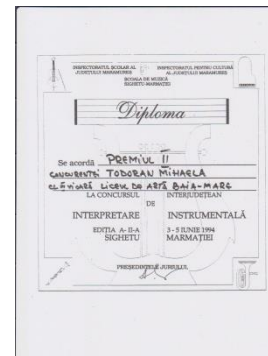 INSPECTORATUL ȘCOLAR AL JUDEȚULUI MARAMUREȘ
INSPECTORATUL PENTRU CULTURĂ AL JUDEȚULUI MARAMUREȘ
ȘCOALA DE MUZICĂ
SIGHETU MARMAȚIEI
Diploma
Se acordă PREMIUL II
CONCURENTEI TODORAN MIHAELA
CLĂVICARĂ LICEUL DE ARTĂ BAIA-MARE
LA CONCURSUL INTERJUDEȚEAN
DE
INTERPRETARE INSTRUMENTALĂ
EDIȚIA A- II-A 3 - 5 IUNIE 1994
SIGHETU MARMAȚIEI
PREȘEDINTELE JURIULUI,